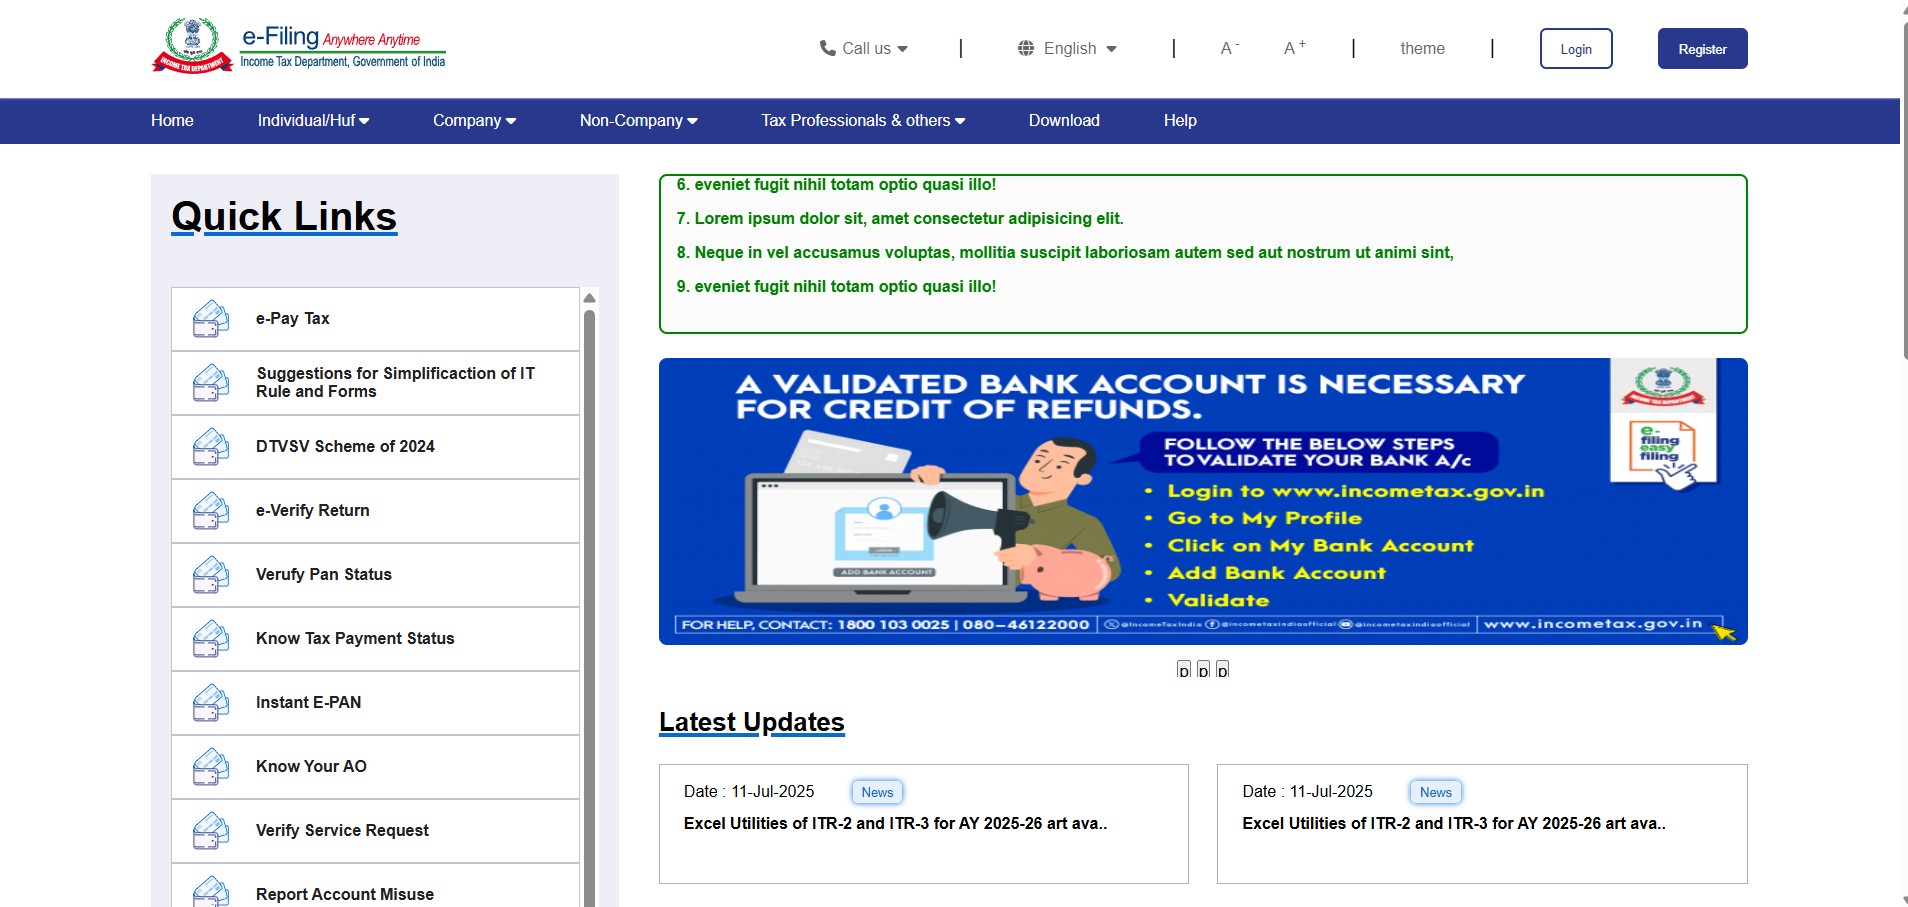 e-Filing Anywhere Anytime
Income Tax Department, Government of India
INCOME TAX DEPARTMENT
Call us
English
A -
A +
theme
Login
Register
Home
Individual/Huf
Company
Non-Company
Tax Professionals & others
Download
Help
Quick Links
e-Pay Tax
Suggestions for Simplificaction of IT
Rule and Forms
DTVSV Scheme of 2024
e-Verify Return
Verufy Pan Status
Know Tax Payment Status
Instant E-PAN
Know Your AO
Verify Service Request
Report Account Misuse
6. eveniet fugit nihil totam optio quasi illo!
7. Lorem ipsum dolor sit, amet consectetur adipisicing elit.
8. Neque in vel accusamus voluptas, mollitia suscipit laboriosam autem sed aut nostrum ut animi sint,
9. eveniet fugit nihil totam optio quasi illo!
A VALIDATED BANK ACCOUNT IS NECESSARY
FOR CREDIT OF REFUNDS.
FOLLOW THE BELOW STEPS
TO VALIDATE YOUR BANK A/c
• Login to www.incometax.gov.in
• Go to My Profile
• Click on My Bank Account
• Add Bank Account
• Validate
e-
filing
easy
filing
LOGIN
ADD BANK ACCOUNT
FOR HELP, CONTACT: 1800 103 0025 | 080-46122000
@IncomeTaxIndia
@incometaxindiaofficial
@incometaxindiaofficial
www.incometax.gov.in
p p p
Latest Updates
Date : 11-Jul-2025
News
Excel Utilities of ITR-2 and ITR-3 for AY 2025-26 art ava..
Date : 11-Jul-2025
News
Excel Utilities of ITR-2 and ITR-3 for AY 2025-26 art ava..